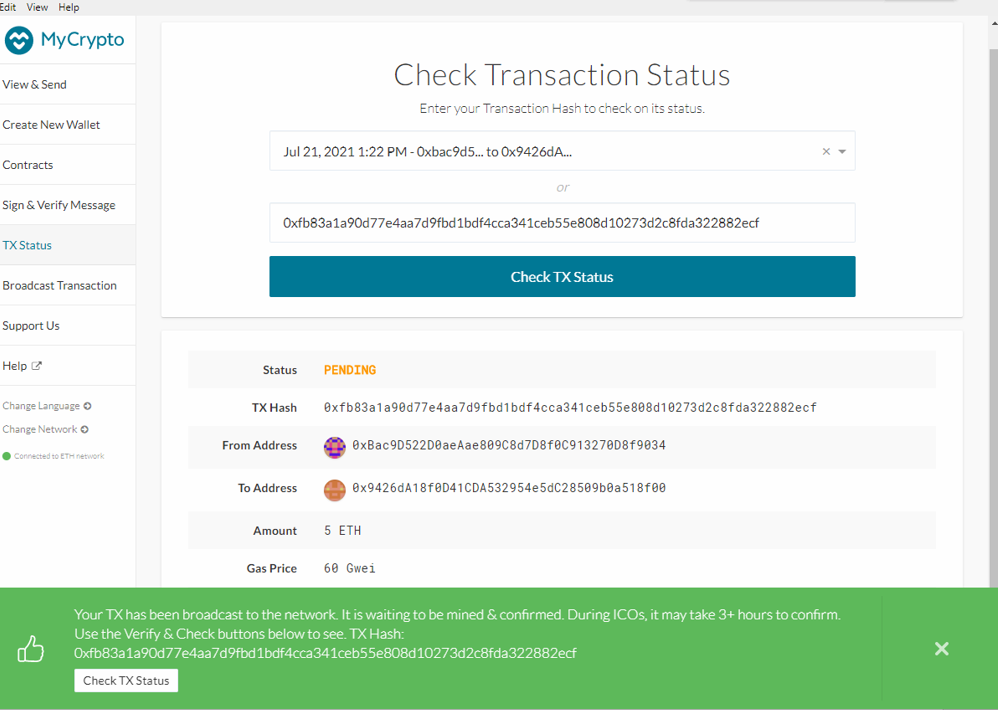 Edit View Help
MyCrypto
View & Send
Create New Wallet
Contracts
Sign & Verify Message
TX Status
Broadcast Transaction
Support Us
Help
Change Language
Change Network
Connected to ETH network
Check Transaction Status
Enter your Transaction Hash to check on its status.
Jul 21, 2021 1:22 PM - 0xbac9d5... to 0x9426dA...
or
0xfb83a1a90d77e4aa7d9fbd1bdf4cca341ceb55e808d10273d2c8fda322882ecf
Check TX Status
Status PENDING
TX Hash 0xfb83a1a90d77e4aa7d9fbd1bdf4cca341ceb55e808d10273d2c8fda322882ecf
From Address 0xBac9D522D0aeAae809C8d7D8f0C913270D8f9034
To Address 0x9426dA18f0D41CDA532954e5dC28509b0a518f00
Amount 5 ETH
Gas Price 60 Gwei
Your TX has been broadcast to the network. It is waiting to be mined & confirmed. During ICOs, it may take 3+ hours to confirm.
Use the Verify & Check buttons below to see. TX Hash:
0xfb83a1a90d77e4aa7d9fbd1bdf4cca341ceb55e808d10273d2c8fda322882ecf
Check TX Status